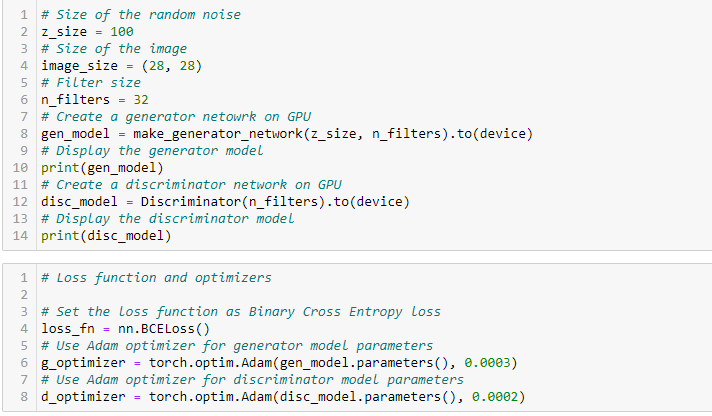 1 # Size of the random noise
2 z_size = 100
3 # Size of the image
4 image_size = (28, 28)
5 # Filter size
6 n_filters = 32
7 # Create a generator netowrk on GPU
8 gen_model = make_generator_network(z_size, n_filters).to(device)
9 # Display the generator model
10 print(gen_model)
11 # Create a discriminator network on GPU
12 disc_model = Discriminator(n_filters).to(device)
13 # Display the discriminator model
14 print(disc_model)
1 # Loss function and optimizers
2
3 # Set the loss function as Binary Cross Entropy loss
4 loss_fn = nn.BCELoss()
5 # Use Adam optimizer for generator model parameters
6 g_optimizer = torch.optim.Adam(gen_model.parameters(), 0.0003)
7 # Use Adam optimizer for discriminator model parameters
8 d_optimizer = torch.optim.Adam(disc_model.parameters(), 0.0002)